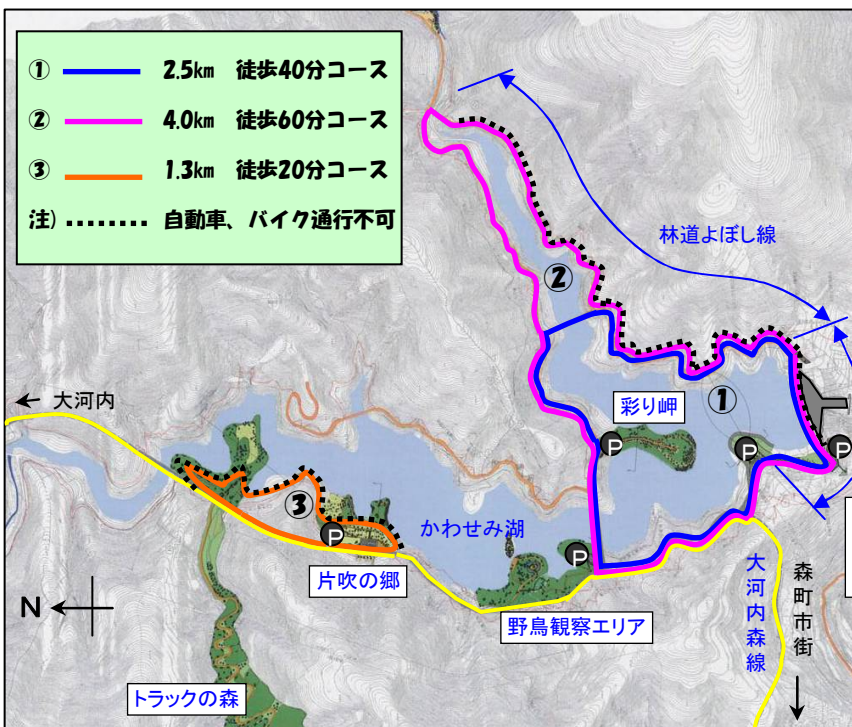 ① 2.5km 徒歩40分コース
② 4.0km 徒歩60分コース
③ 1.3km 徒歩20分コース
注) 自動車、バイク通行不可
林道よぼし線
②
大河内
彩り岬
①
P
P
P
③
かわせみ湖
P
P
片吹の郷
N
野鳥観察エリア
大河内森線
森町市街
トラックの森